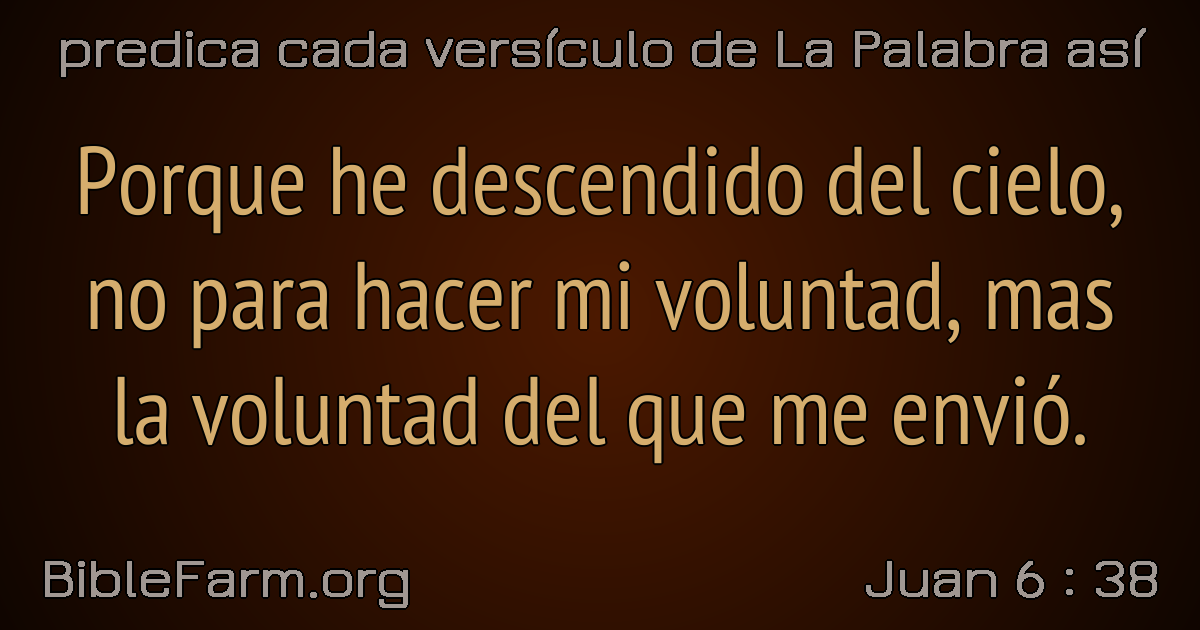 predica cada versículo de La Palabra así
Porque he descendido del cielo,
no para hacer mi voluntad, mas
la voluntad del que me envió.
BibleFarm.org
Juan 6 : 38